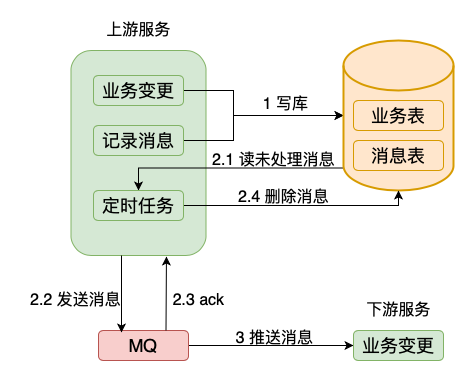 上游服务
业务变更
记录消息
定时任务
1 写库
业务表
消息表
2.1 读未处理消息
2.4 删除消息
2.2 发送消息
2.3 ack
MQ
3 推送消息
下游服务
业务变更